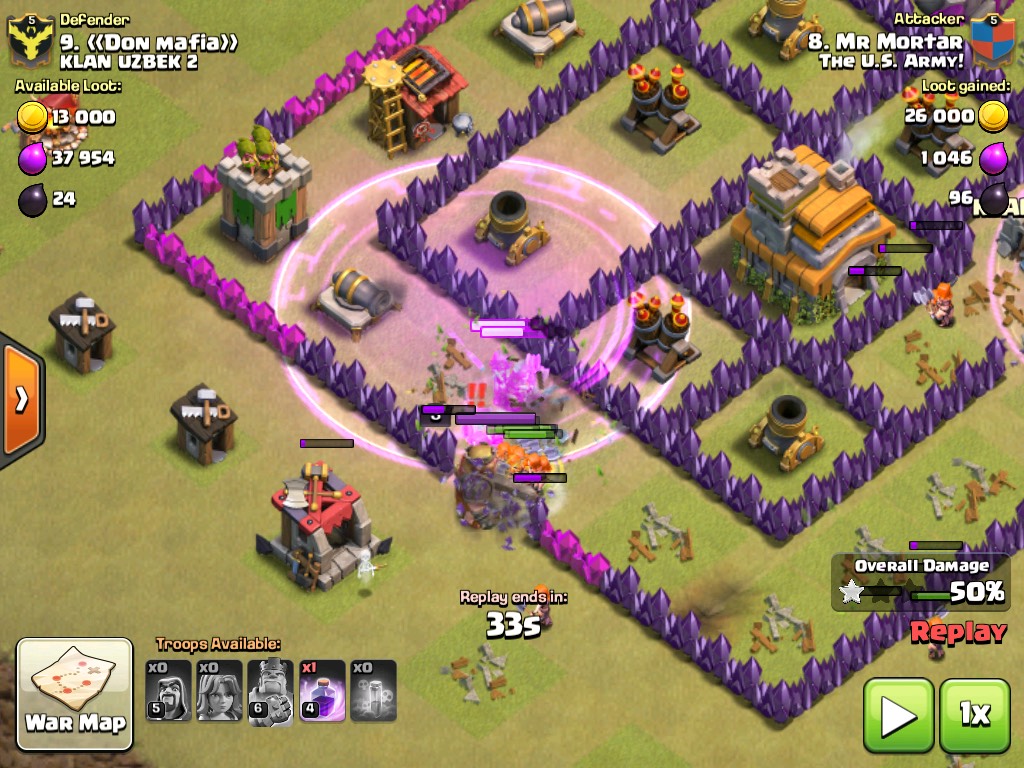 5
Defender
9. «Don mafia»
KLAN UZBEK 2
Available Loot:
13 000
37 954
24
Attacker
8. Mr Mortar
The U.S. Army!
5
Loot gained:
26 000
1 046
96
Replay ends in:
33s
Overall Damage
50%
Replay
Troops Available:
x0 x0 x1 x0
5 6 4
War Map
1x